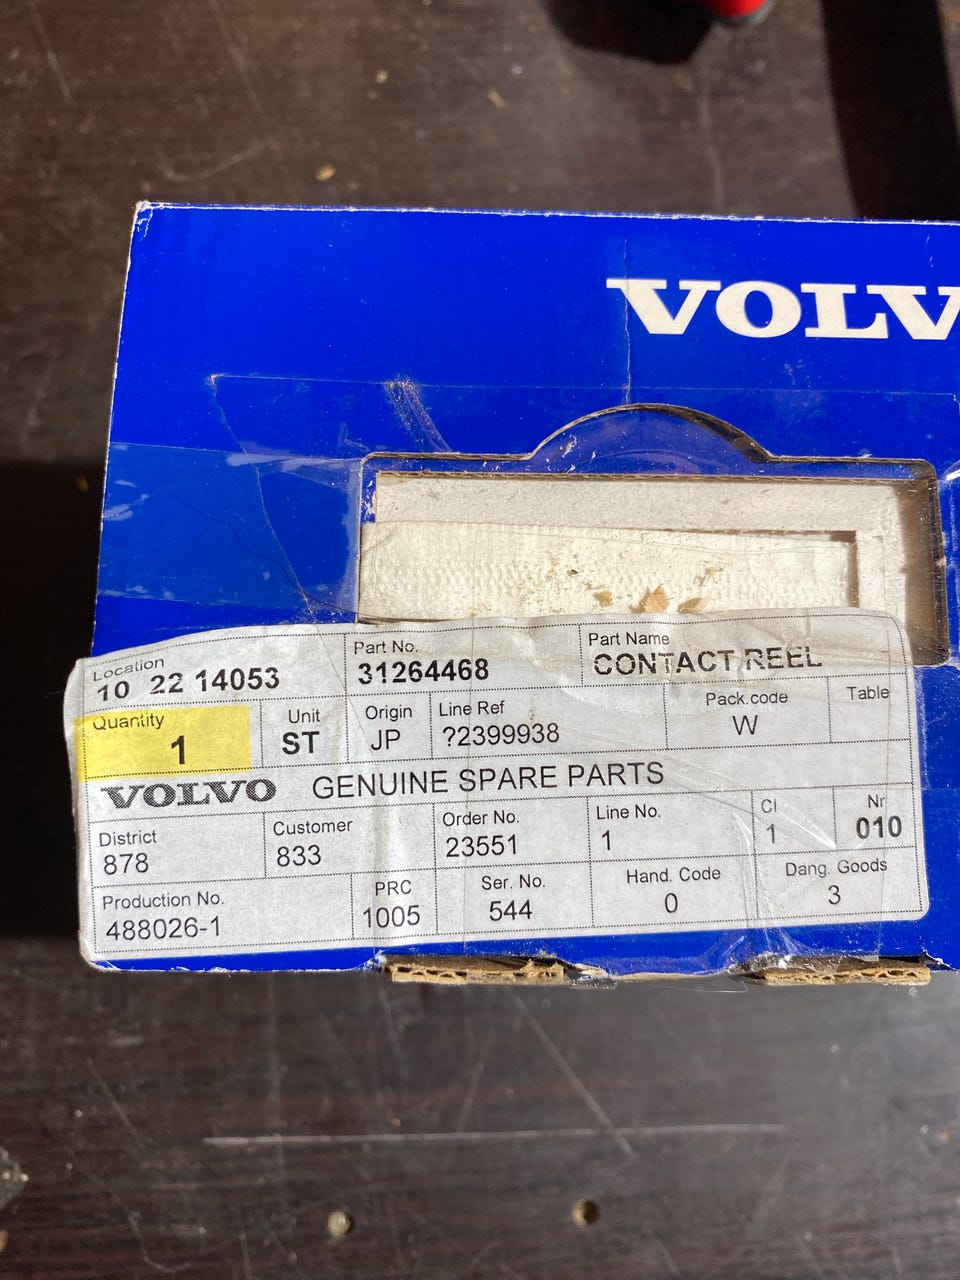 VOLV
Location Part No. Part Name
10 22 14053 31264468 CONTACT REEL
Quantity Unit Origin Line Ref Pack.code Table
1 ST JP ?2399938 W
VOLVO GENUINE SPARE PARTS
District Customer Order No. Line No. Cl Nr
878 833 23551 1 1 010
Production No. PRC Ser. No. Hand. Code Dang. Goods
488026-1 1005 544 0 3